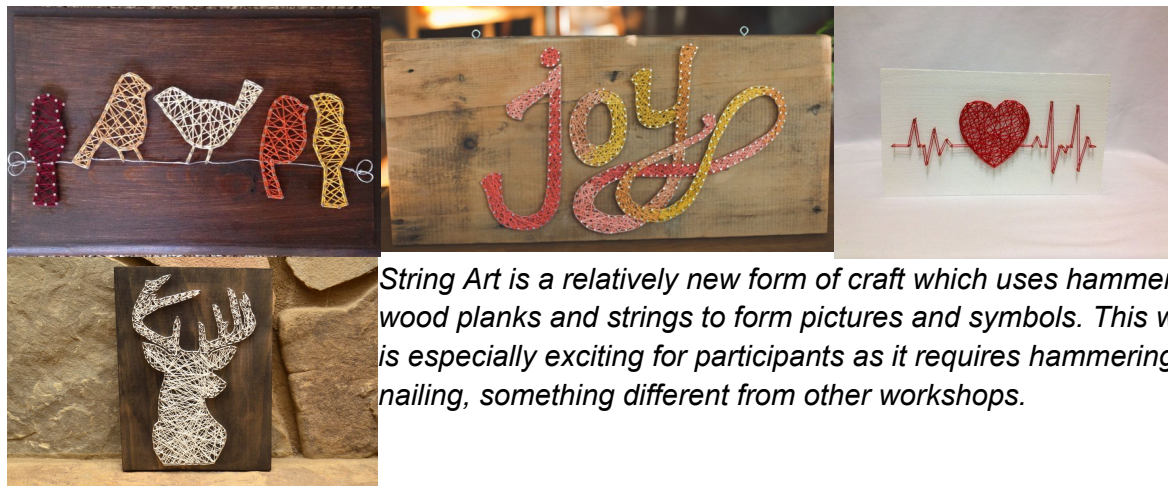 joy
String Art is a relatively new form of craft which uses hammer
wood planks and strings to form pictures and symbols. This w
is especially exciting for participants as it requires hammering
nailing, something different from other workshops.